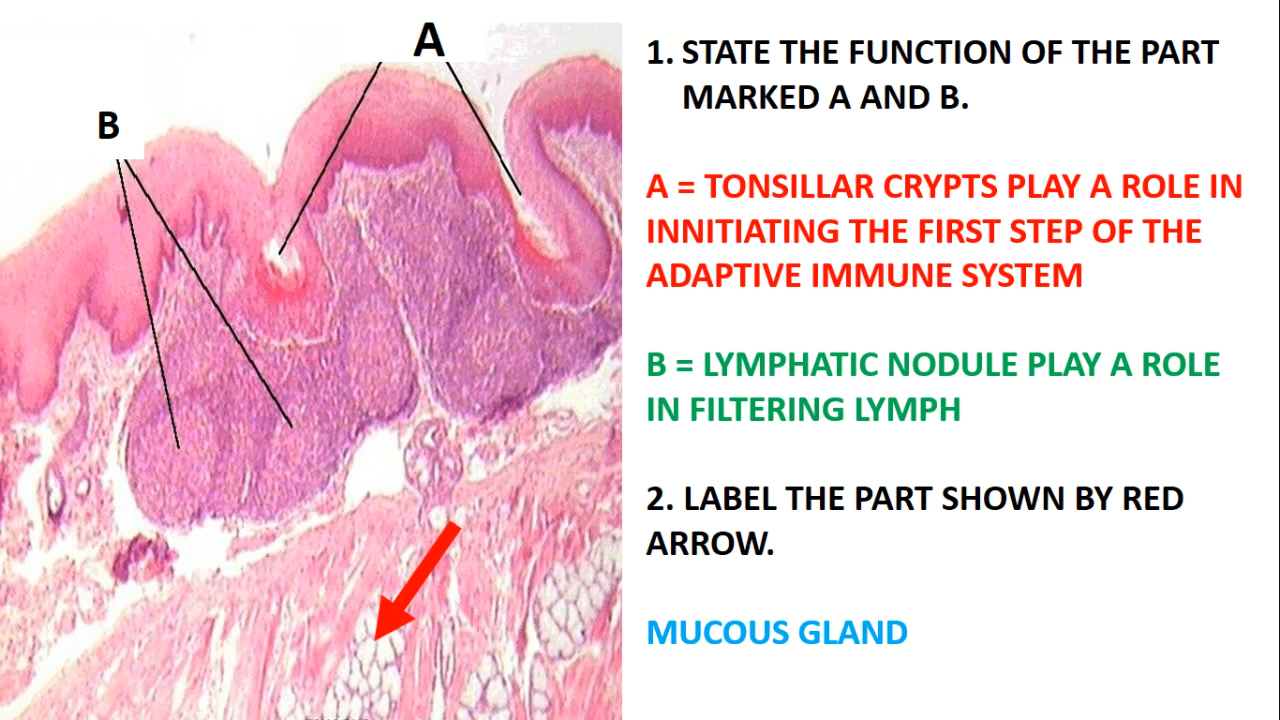 A
B
1. STATE THE FUNCTION OF THE PART
MARKED A AND B.
A = TONSILLAR CRYPTS PLAY A ROLE IN
INNITIATING THE FIRST STEP OF THE
ADAPTIVE IMMUNE SYSTEM
B = LYMPHATIC NODULE PLAY A ROLE
IN FILTERING LYMPH
2. LABEL THE PART SHOWN BY RED
ARROW.
MUCOUS GLAND